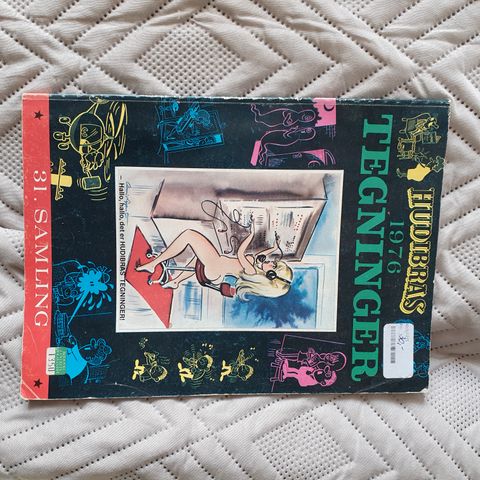 HUDIBRAS
1976
TEGNINGER
– Hallo, hallo, det er HUDIBRAS TEGNINGER!
31. SAMLING